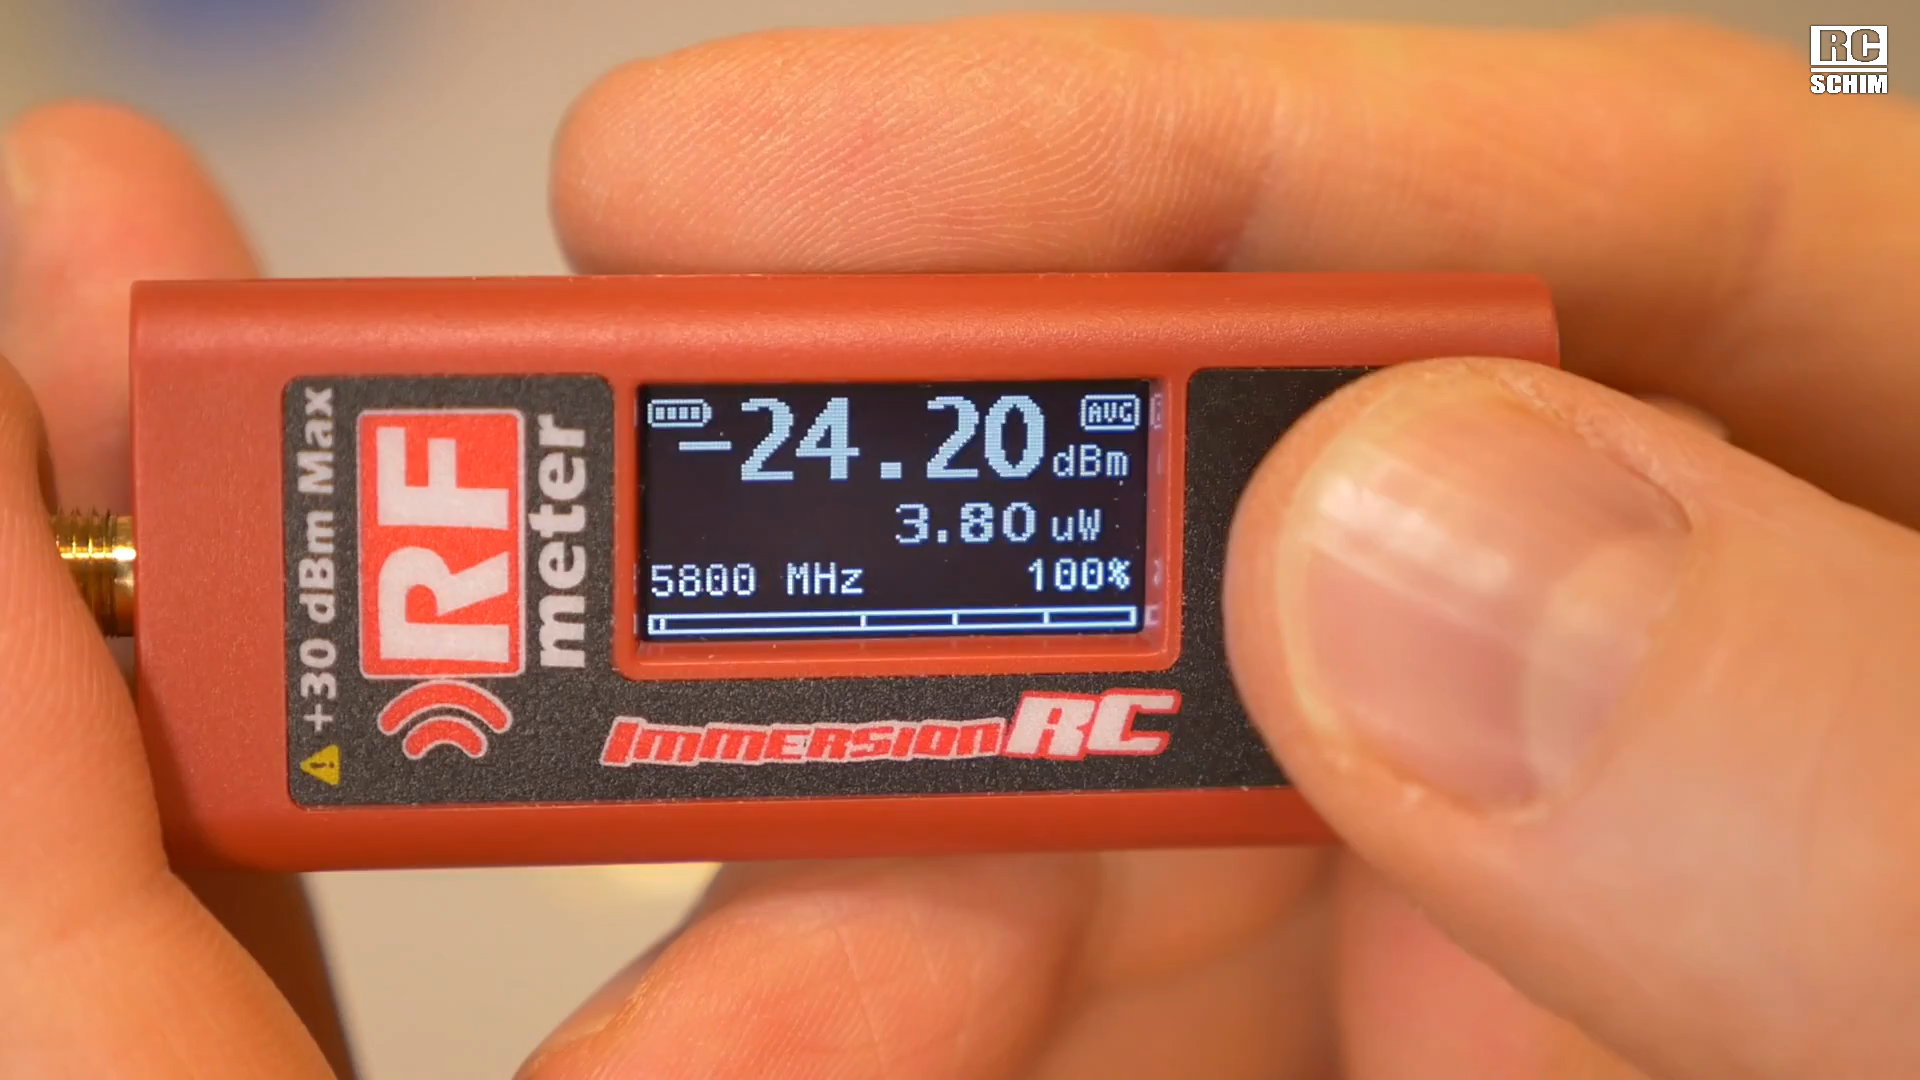 RC
SCHIM
+30 dBm Max
RF
meter
-24.20 dBm
AVG
3.80 uW
5800 MHz
100%
ImmersionRC